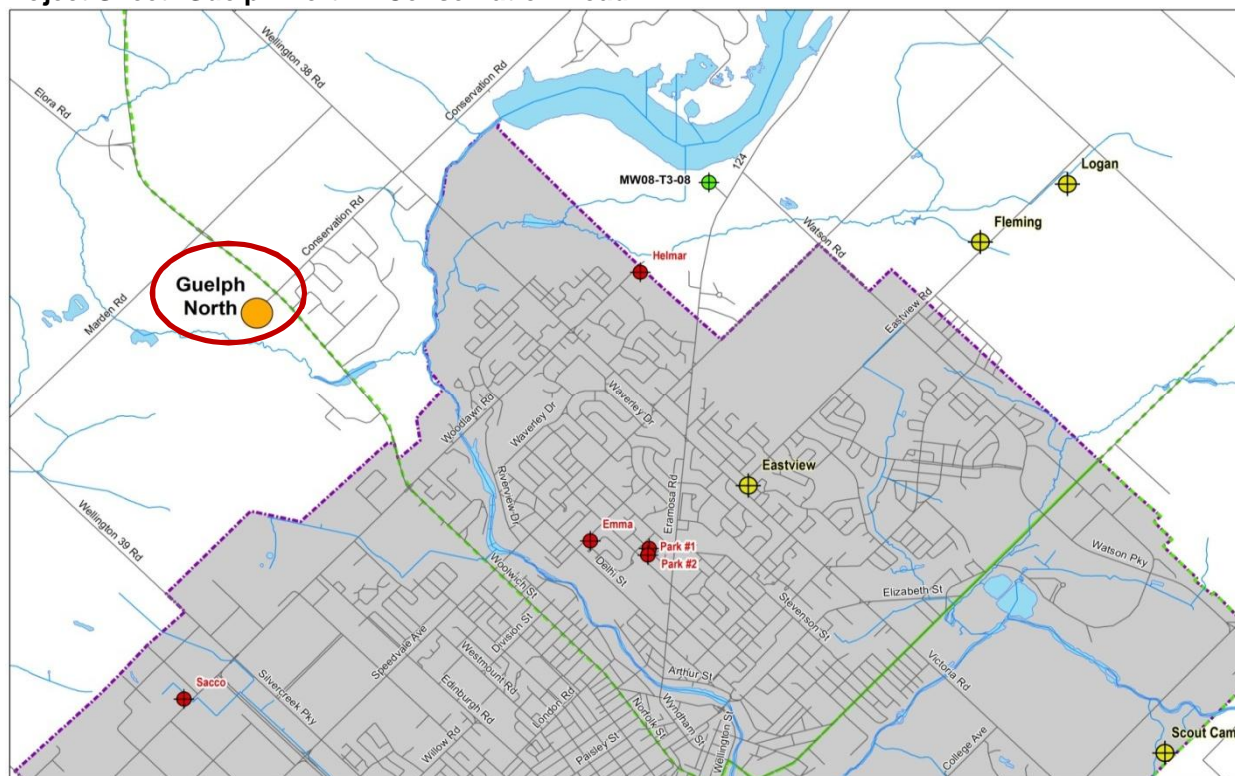 Wellington 38 Rd
Conservation Rd
Elora Rd
124
MW08-T3-08
Logan
Fleming
Watson Rd
Conservation Rd
Helmar
Guelph
North
Marden Rd
Eastview Rd
Woodlawn Rd
Waverley Dr
Waverley Dr
Riverview Dr
Eastview
Eramosa Rd
Wellington 39 Rd
Emma
Park #1
Park #2
Delhi St
Woolwich St
Watson Pky
Elizabeth St
Stevenson St
Speedvale Ave
Division St
Westmount Rd
Edinburgh Rd
Willow Rd
London Rd
Paisley St
Norfolk St
Arthur St
Wyndham St
Wellington St
Victoria Rd
College Ave
Sacco
Silvercreek Pky
Scout Cam